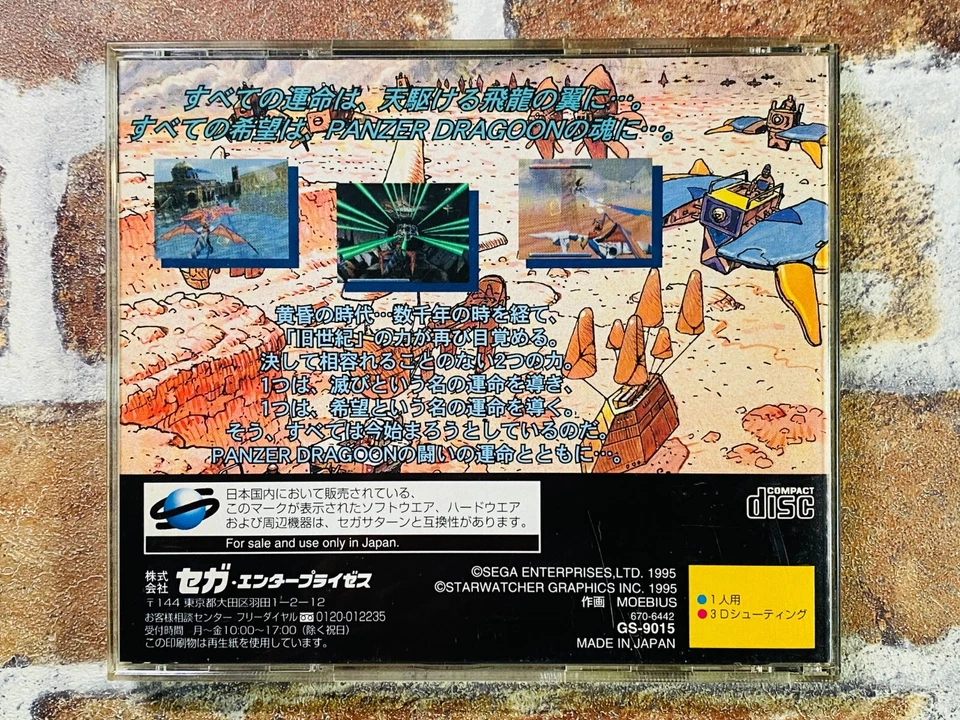 すべての運命は、天駆ける飛龍の翼に…。
すべての希望は、PANZER DRAGOONの魂に…。
黄昏の時代…数千年の時を経て、
「旧世紀」の力が再び目覚める。
決して相容れることのない2つの力。
1つは、滅びという名の運命を導き、
1つは、希望という名の運命を導く。
そう、すべては今始まろうとしているのだ。
PANZER DRAGOONの闘いの運命とともに…。
日本国内において販売されている、
このマークが表示されたソフトウエア、ハードウエア
および周辺機器は、セガサターンと互換性があります。
For sale and use only in Japan.
COMPACT
disc
株式会社 セガ・エンタープライゼス
〒144 東京都大田区羽田1-2-12
お客様相談センター フリーダイヤル 0120-012235
受付時間 月～金10:00～17:00（除く祝日）
この印刷物は再生紙を使用しています。
©SEGA ENTERPRISES,LTD. 1995
©STARWATCHER GRAPHICS INC. 1995
作画 MOEBIUS
670-6442
GS-9015
MADE IN JAPAN
●1人用
●3Dシューティング